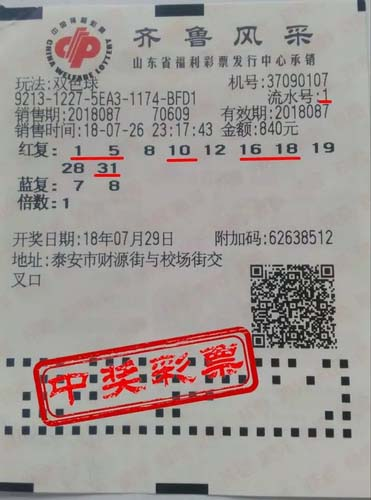 中国福利彩票
CHINA WELFARE LOTTERY
齐鲁风采
山东省福利彩票发行中心承销
玩法:双色球 机号:37090107
9213-1227-5EA3-1174-BFD1 流水号:1
销售期:2018087 70609 有效期:2018087
销售时间:18-07-26 23:17:43 金额:840元
红复: 1 5 8 10 12 16 18 19
28 31
蓝复: 7 8
倍数:1
开奖日期:18年07月29日 附加码:62638512
地址:泰安市财源街与校场街交
叉口
中奖彩票